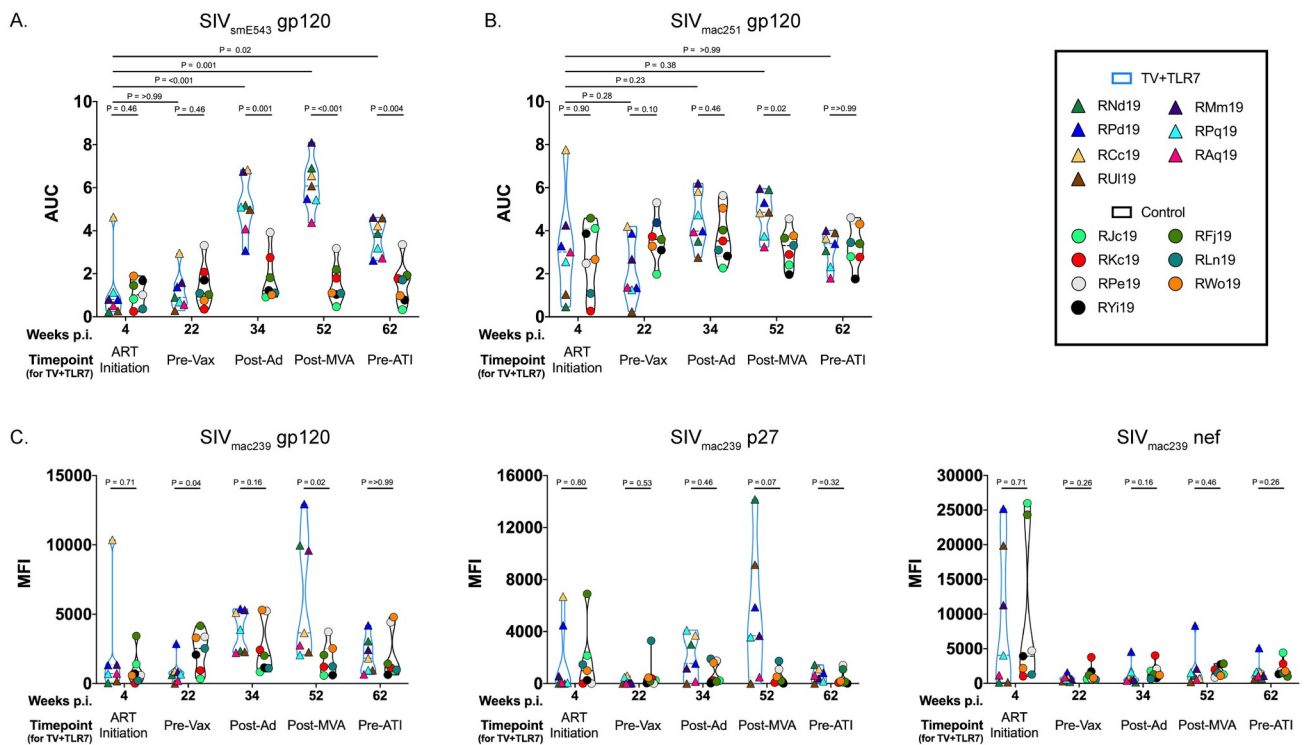 A.
SIVsmE543 gp120
P = 0.02
P = 0.001
P = <0.001
P = >0.99
P = 0.46
P = 0.46
P = 0.001
P = <0.001
P = 0.004
AUC
10
8
6
4
2
0
Weeks p.i.
4
22
34
52
62
Timepoint
(for TV+TLR7)
ART
Initiation
Pre-Vax
Post-Ad
Post-MVA
Pre-ATI
B.
SIVmac251 gp120
P = >0.99
P = 0.38
P = 0.23
P = 0.28
P = 0.90
P = 0.10
P = 0.46
P = 0.02
P = >0.99
AUC
10
8
6
4
2
0
Weeks p.i.
4
22
34
52
62
Timepoint
(for TV+TLR7)
ART
Initiation
Pre-Vax
Post-Ad
Post-MVA
Pre-ATI
TV+TLR7
RNd19
RMm19
RPd19
RPq19
RCc19
RAq19
RUl19
Control
RJc19
RFj19
RKc19
RLn19
RPe19
RWo19
RYi19
C.
SIVmac239 gp120
P = 0.71
P = 0.04
P = 0.16
P = 0.02
P = >0.99
MFI
15000
10000
5000
0
Weeks p.i.
4
22
34
52
62
Timepoint
(for TV+TLR7)
ART
Initiation
Pre-Vax
Post-Ad
Post-MVA
Pre-ATI
SIVmac239 p27
P = 0.80
P = 0.53
P = 0.46
P = 0.07
P = 0.32
MFI
16000
12000
8000
4000
0
Weeks p.i.
4
22
34
52
62
Timepoint
(for TV+TLR7)
ART
Initiation
Pre-Vax
Post-Ad
Post-MVA
Pre-ATI
SIVmac239 nef
P = 0.71
P = 0.26
P = 0.16
P = 0.46
P = 0.26
MFI
30000
25000
20000
15000
10000
5000
0
Weeks p.i.
4
22
34
52
62
Timepoint
(for TV+TLR7)
ART
Initiation
Pre-Vax
Post-Ad
Post-MVA
Pre-ATI